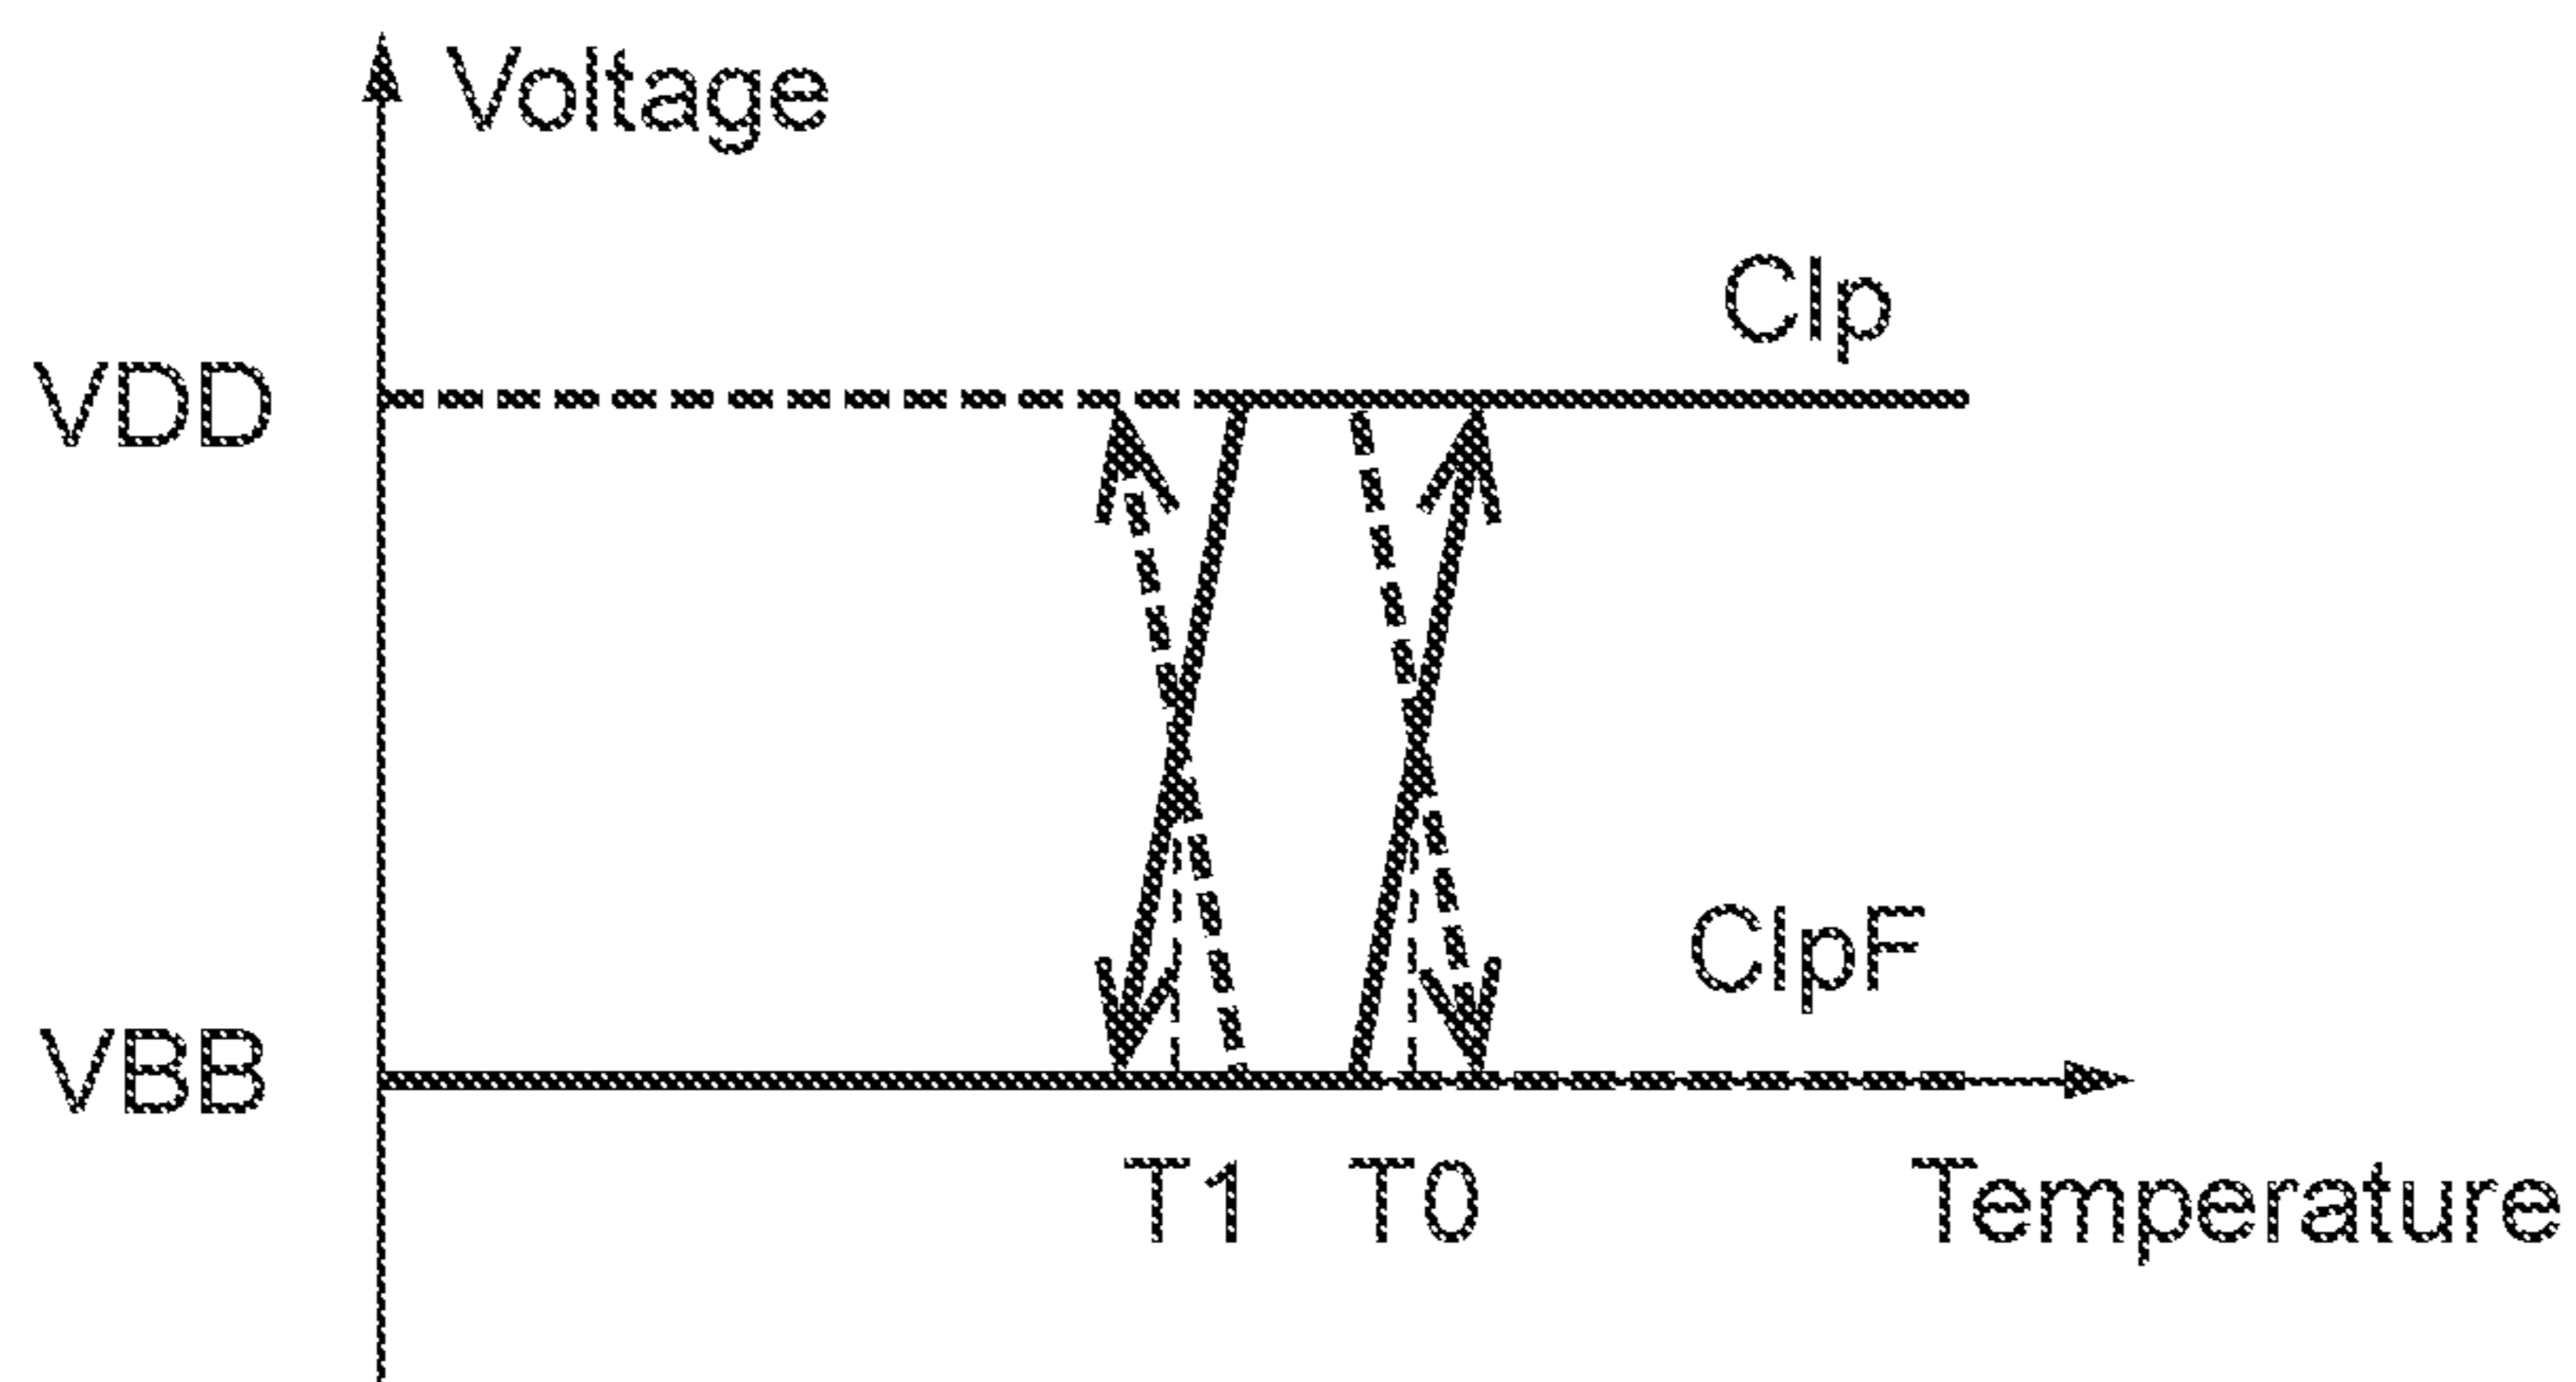 Voltage
Clp
VDD
ClpF
VBB
T1 T0 Temperature